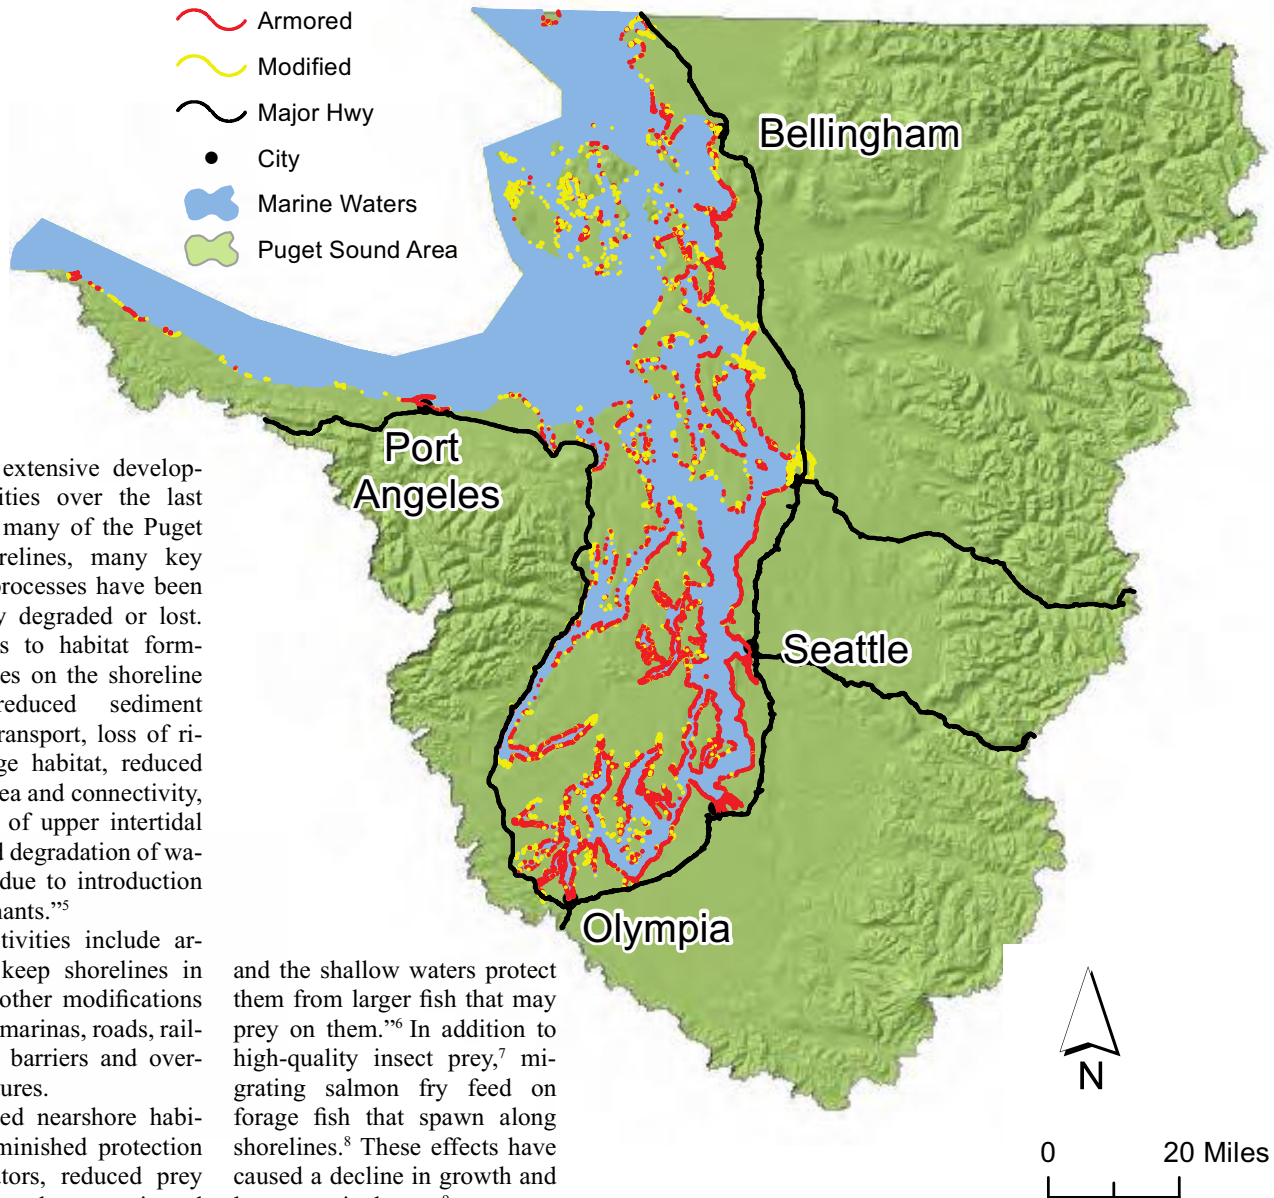 Armored
Modified
Major Hwy
City
Marine Waters
Puget Sound Area
Bellingham
Port
Angeles
Seattle
Olympia
N
0 20 Miles
extensive develop-
ities over the last
many of the Puget
relines, many key
processes have been
y degraded or lost.
s to habitat form-
es on the shoreline
reduced sediment
ransport, loss of ri-
ge habitat, reduced
ea and connectivity,
of upper intertidal
d degradation of wa-
due to introduction
nants.”5
tivities include ar-
keep shorelines in
other modifications
marinas, roads, rail-
barriers and over-
ures.
ed nearshore habi-
minished protection
ators, reduced prey
and the shallow waters protect
them from larger fish that may
prey on them.”6 In addition to
high-quality insect prey,7 mi-
grating salmon fry feed on
forage fish that spawn along
shorelines.8 These effects have
caused a decline in growth and